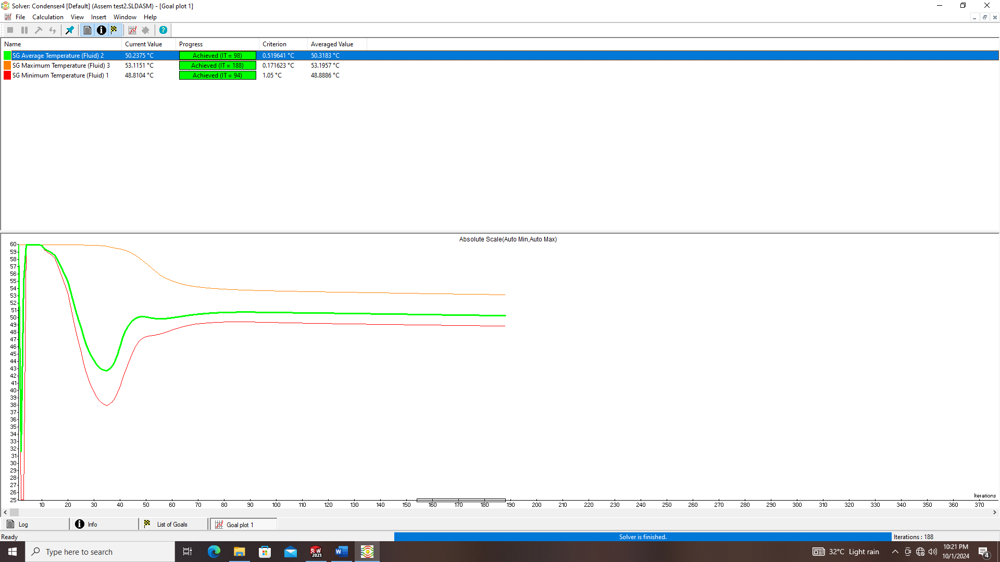 Solver: Condenser4 [Default] (Assem test2.SLDASM) - [Goal plot 1]
File Calculation View Insert Window Help
Name Current Value Progress Criterion Averaged Value
SG Average Temperature (Fluid) 2 50.2375 °C Achieved (IT = 98) 0.519641 °C 50.3183 °C
SG Maximum Temperature (Fluid) 3 53.1151 °C Achieved (IT = 188) 0.171623 °C 53.1957 °C
SG Minimum Temperature (Fluid) 1 48.8104 °C Achieved (IT = 94) 1.05 °C 48.8886 °C
Absolute Scale(Auto Min,Auto Max)
60
59
58
57
56
55
54
53
52
51
50
49
48
47
46
45
44
43
42
41
40
39
38
37
36
35
34
33
32
31
30
29
28
27
26
25
Iterations
10 20 30 40 50 60 70 80 90 100 110 120 130 140 150 160 170 180 190 200 210 220 230 240 250 260 270 280 290 300 310 320 330 340 350 360 370
Log Info List of Goals Goal plot 1
Ready Solver is finished. Iterations : 188
Type here to search
SW 2023
32°C Light rain
10:21 PM
10/1/2024
4